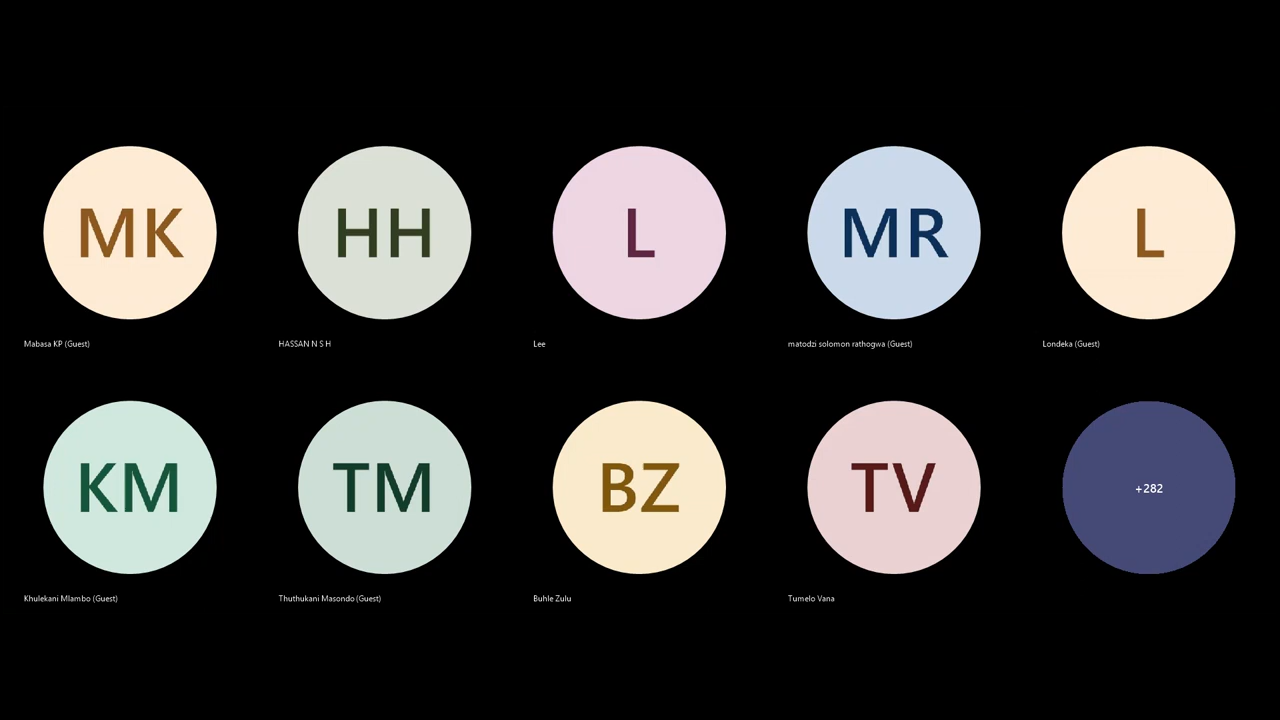 MK
HH
L
MR
L
Mabasa KP (Guest)
HASSAN N S H
Lee
matodzi solomon rathogwa (Guest)
Londeka (Guest)
KM
TM
BZ
TV
+282
Khulekani Mlambo (Guest)
Thuthukani Masondo (Guest)
Buhle Zulu
Tumelo Vana